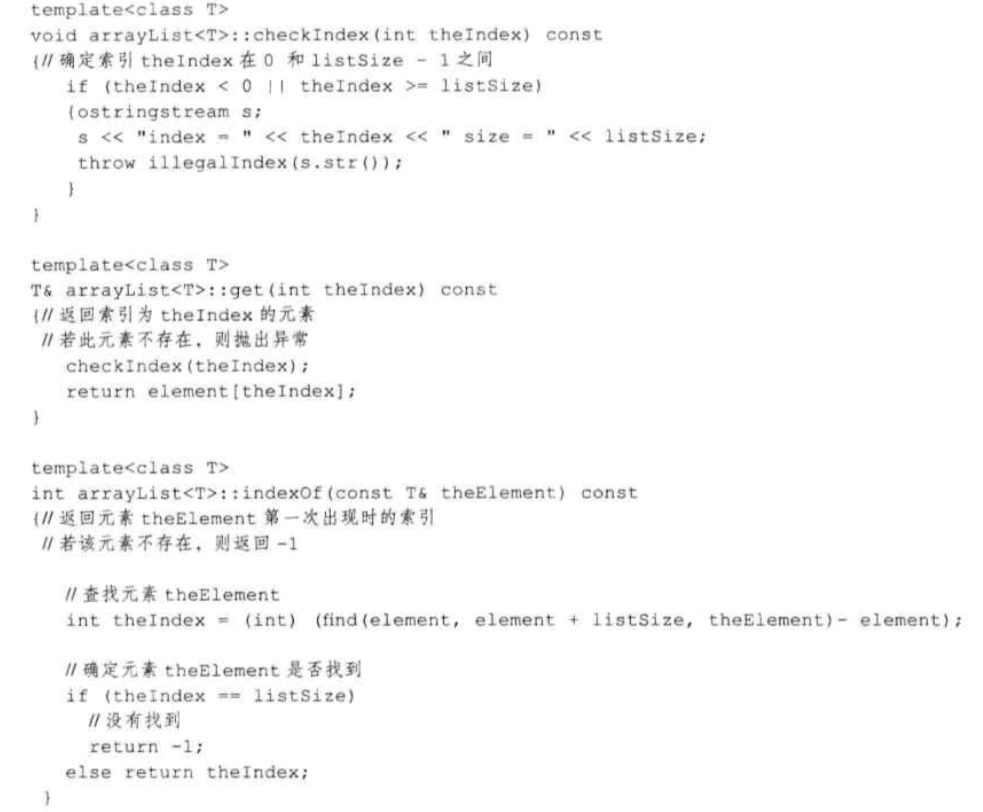 template<class T>
void arrayList<T>::checkIndex(int theIndex) const
{// 确定索引 theIndex 在 0 和 listSize - 1 之间
if (theIndex < 0 || theIndex >= listSize)
{ostringstream s;
s << "index = " << theIndex << " size = " << listSize;
throw illegalIndex(s.str());
}
}
template<class T>
T& arrayList<T>::get(int theIndex) const
{// 返回索引为 theIndex 的元素
// 若此元素不存在，则抛出异常
checkIndex(theIndex);
return element[theIndex];
}
template<class T>
int arrayList<T>::indexOf(const T& theElement) const
{// 返回元素 theElement 第一次出现时的索引
// 若该元素不存在，则返回 -1
// 查找元素 theElement
int theIndex = (int) (find(element, element + listSize, theElement)- element);
// 确定元素 theElement 是否找到
if (theIndex == listSize)
// 没有找到
return -1;
else return theIndex;
}